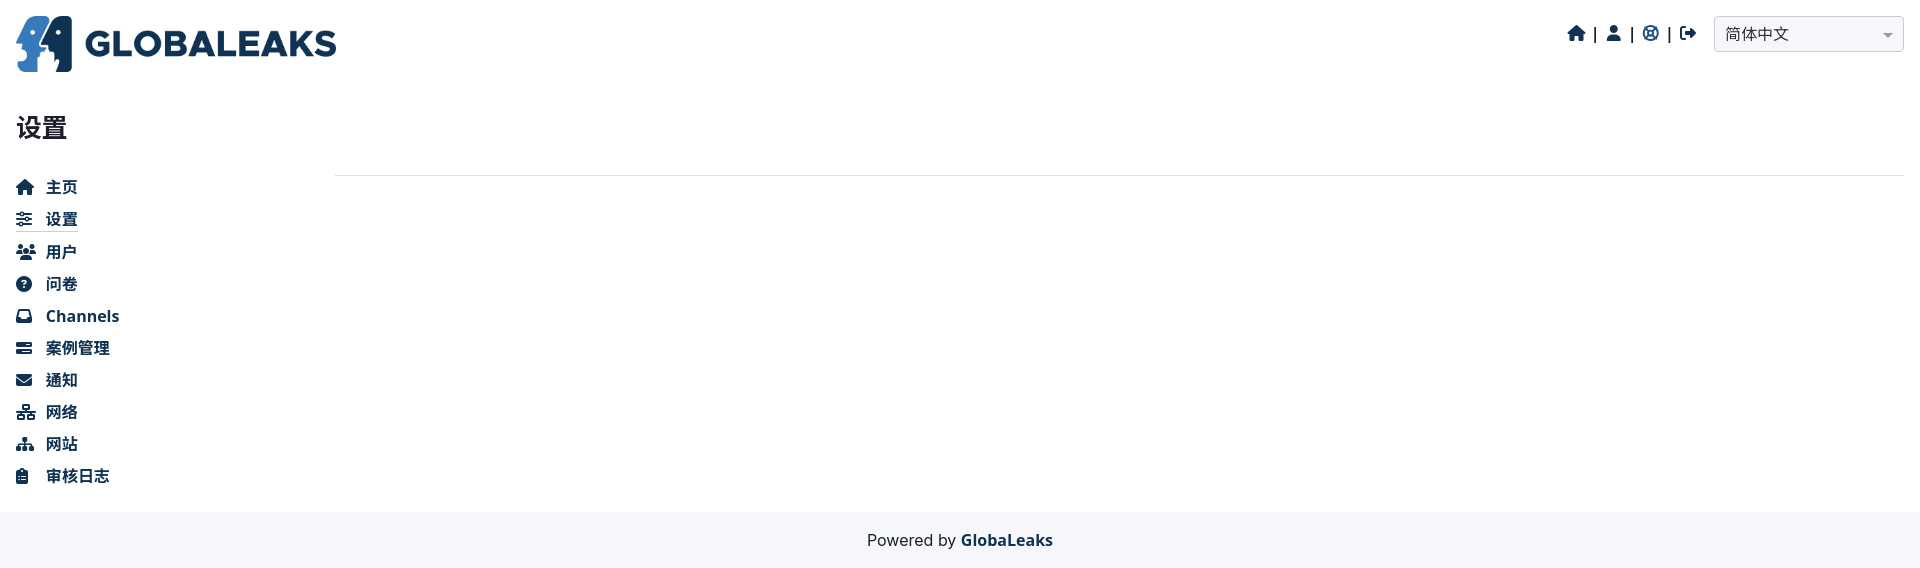 GLOBALEAKS
| | | 简体中文
设置
主页
设置
用户
问卷
Channels
案例管理
通知
网络
网站
审核日志
Powered by GlobaLeaks